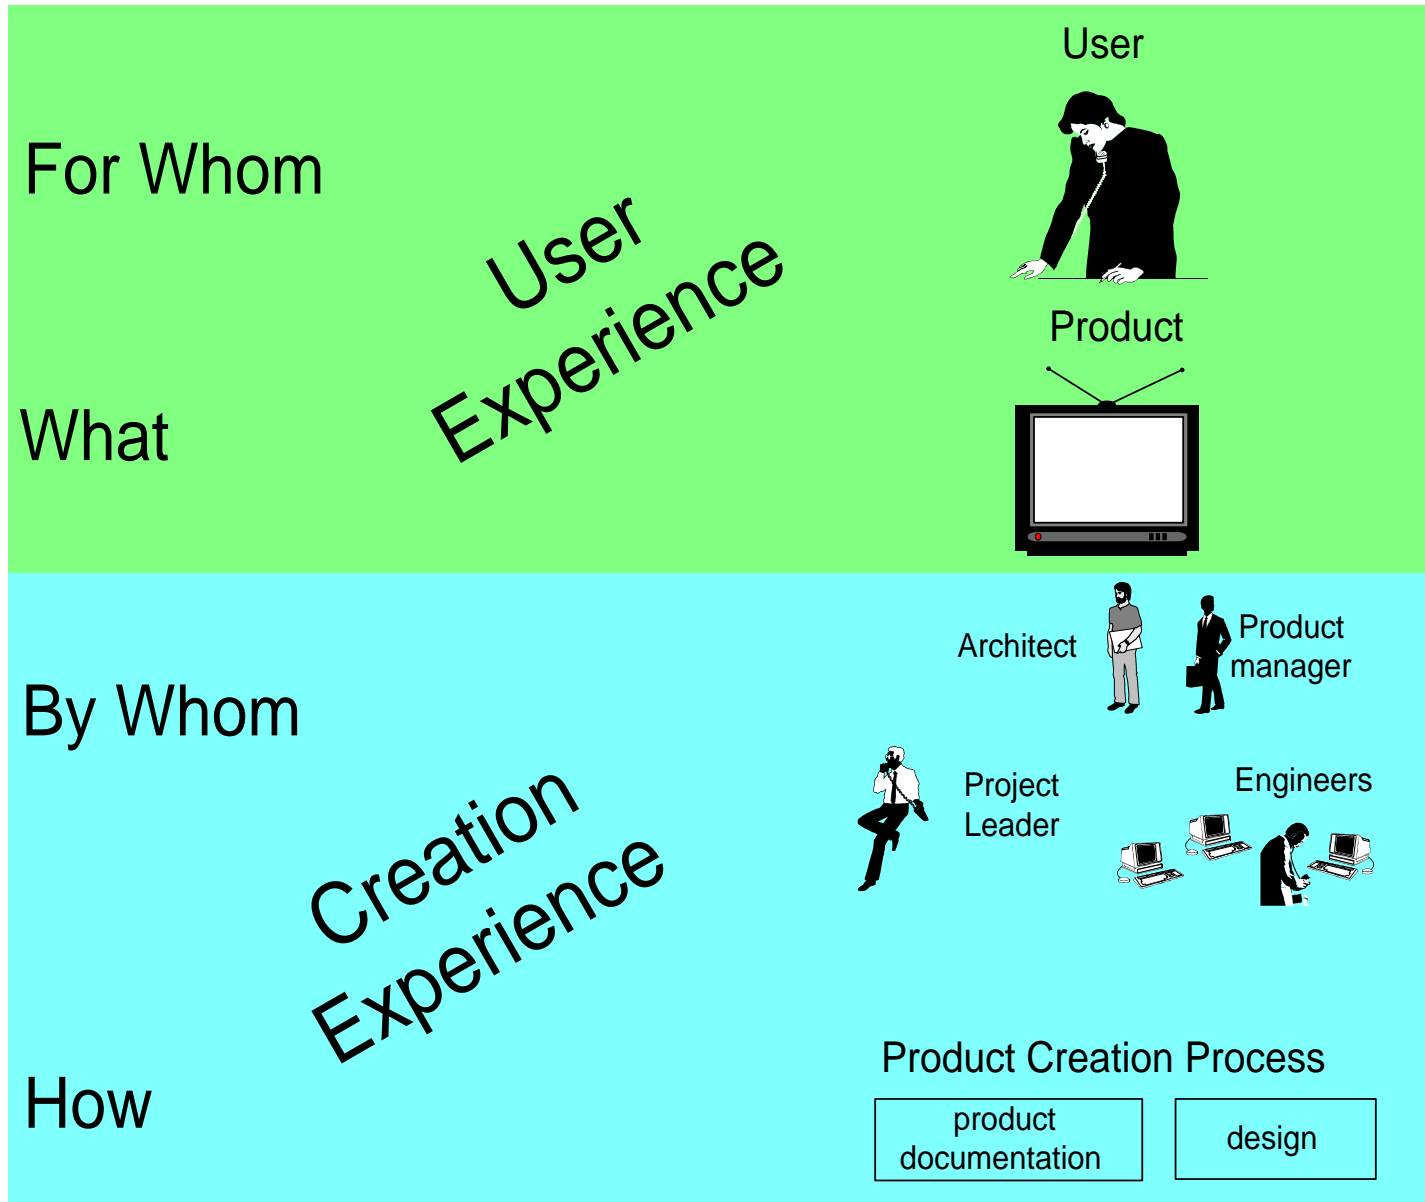 User
For Whom
User
Experience
Product
What
Architect
Product
manager
By Whom
Project
Leader
Engineers
Creation
Experience
Product Creation Process
How
product
documentation
design